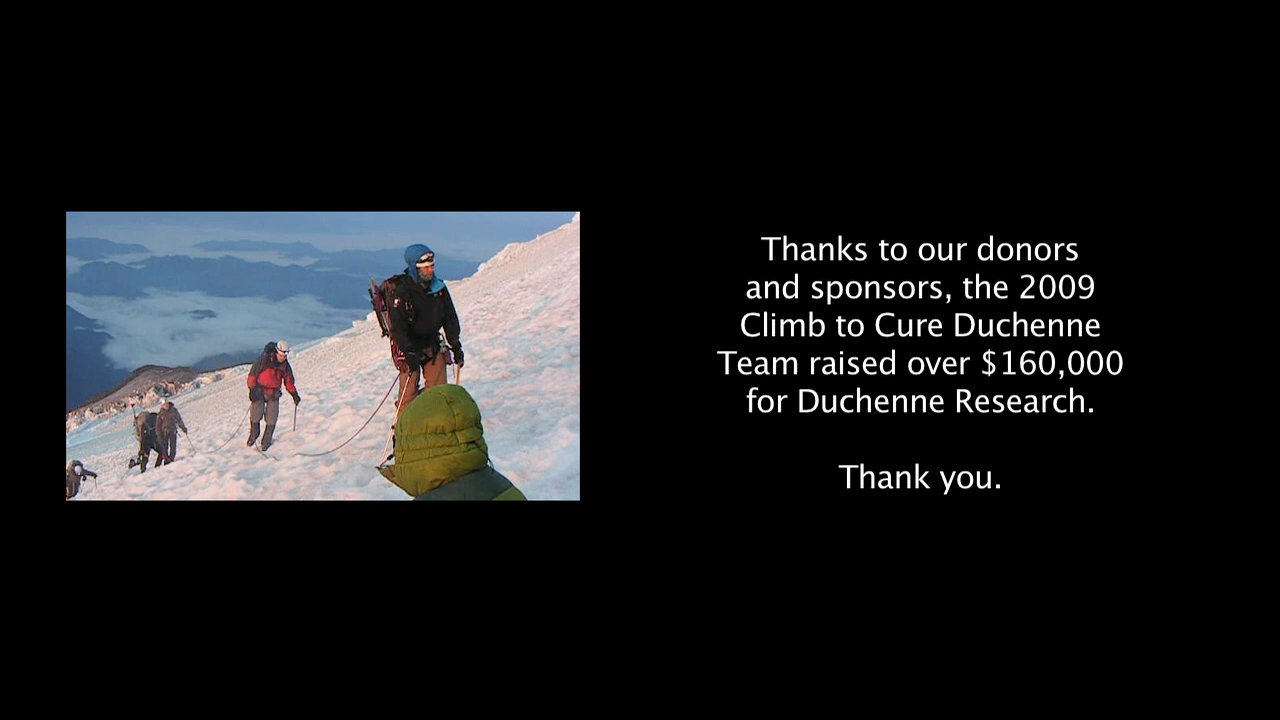 Thanks to our donors
and sponsors, the 2009
Climb to Cure Duchenne
Team raised over $160,000
for Duchenne Research.
Thank you.